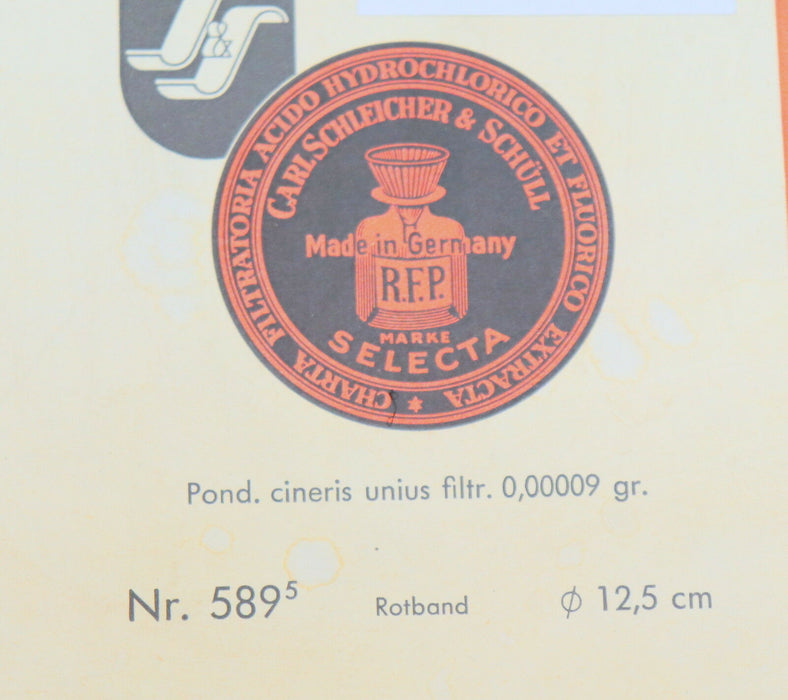 S & S
CHARTA FILTRATORIA ACIDO HYDROCHLORICO ET FLUORICO EXTRACTA
CARL SCHLEICHER & SCHÜLL
Made in Germany
R.F.P.
MARKE
SELECTA
Pond. cineris unius filtr. 0,00009 gr.
Nr. 589⁵ Rotband ⌀ 12,5 cm